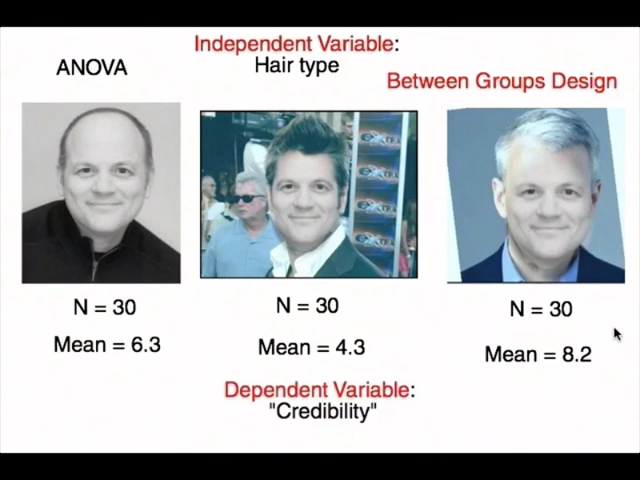 ANOVA
Independent Variable:
Hair type
Between Groups Design
N = 30
Mean = 6.3
N = 30
Mean = 4.3
N = 30
Mean = 8.2
Dependent Variable:
"Credibility"